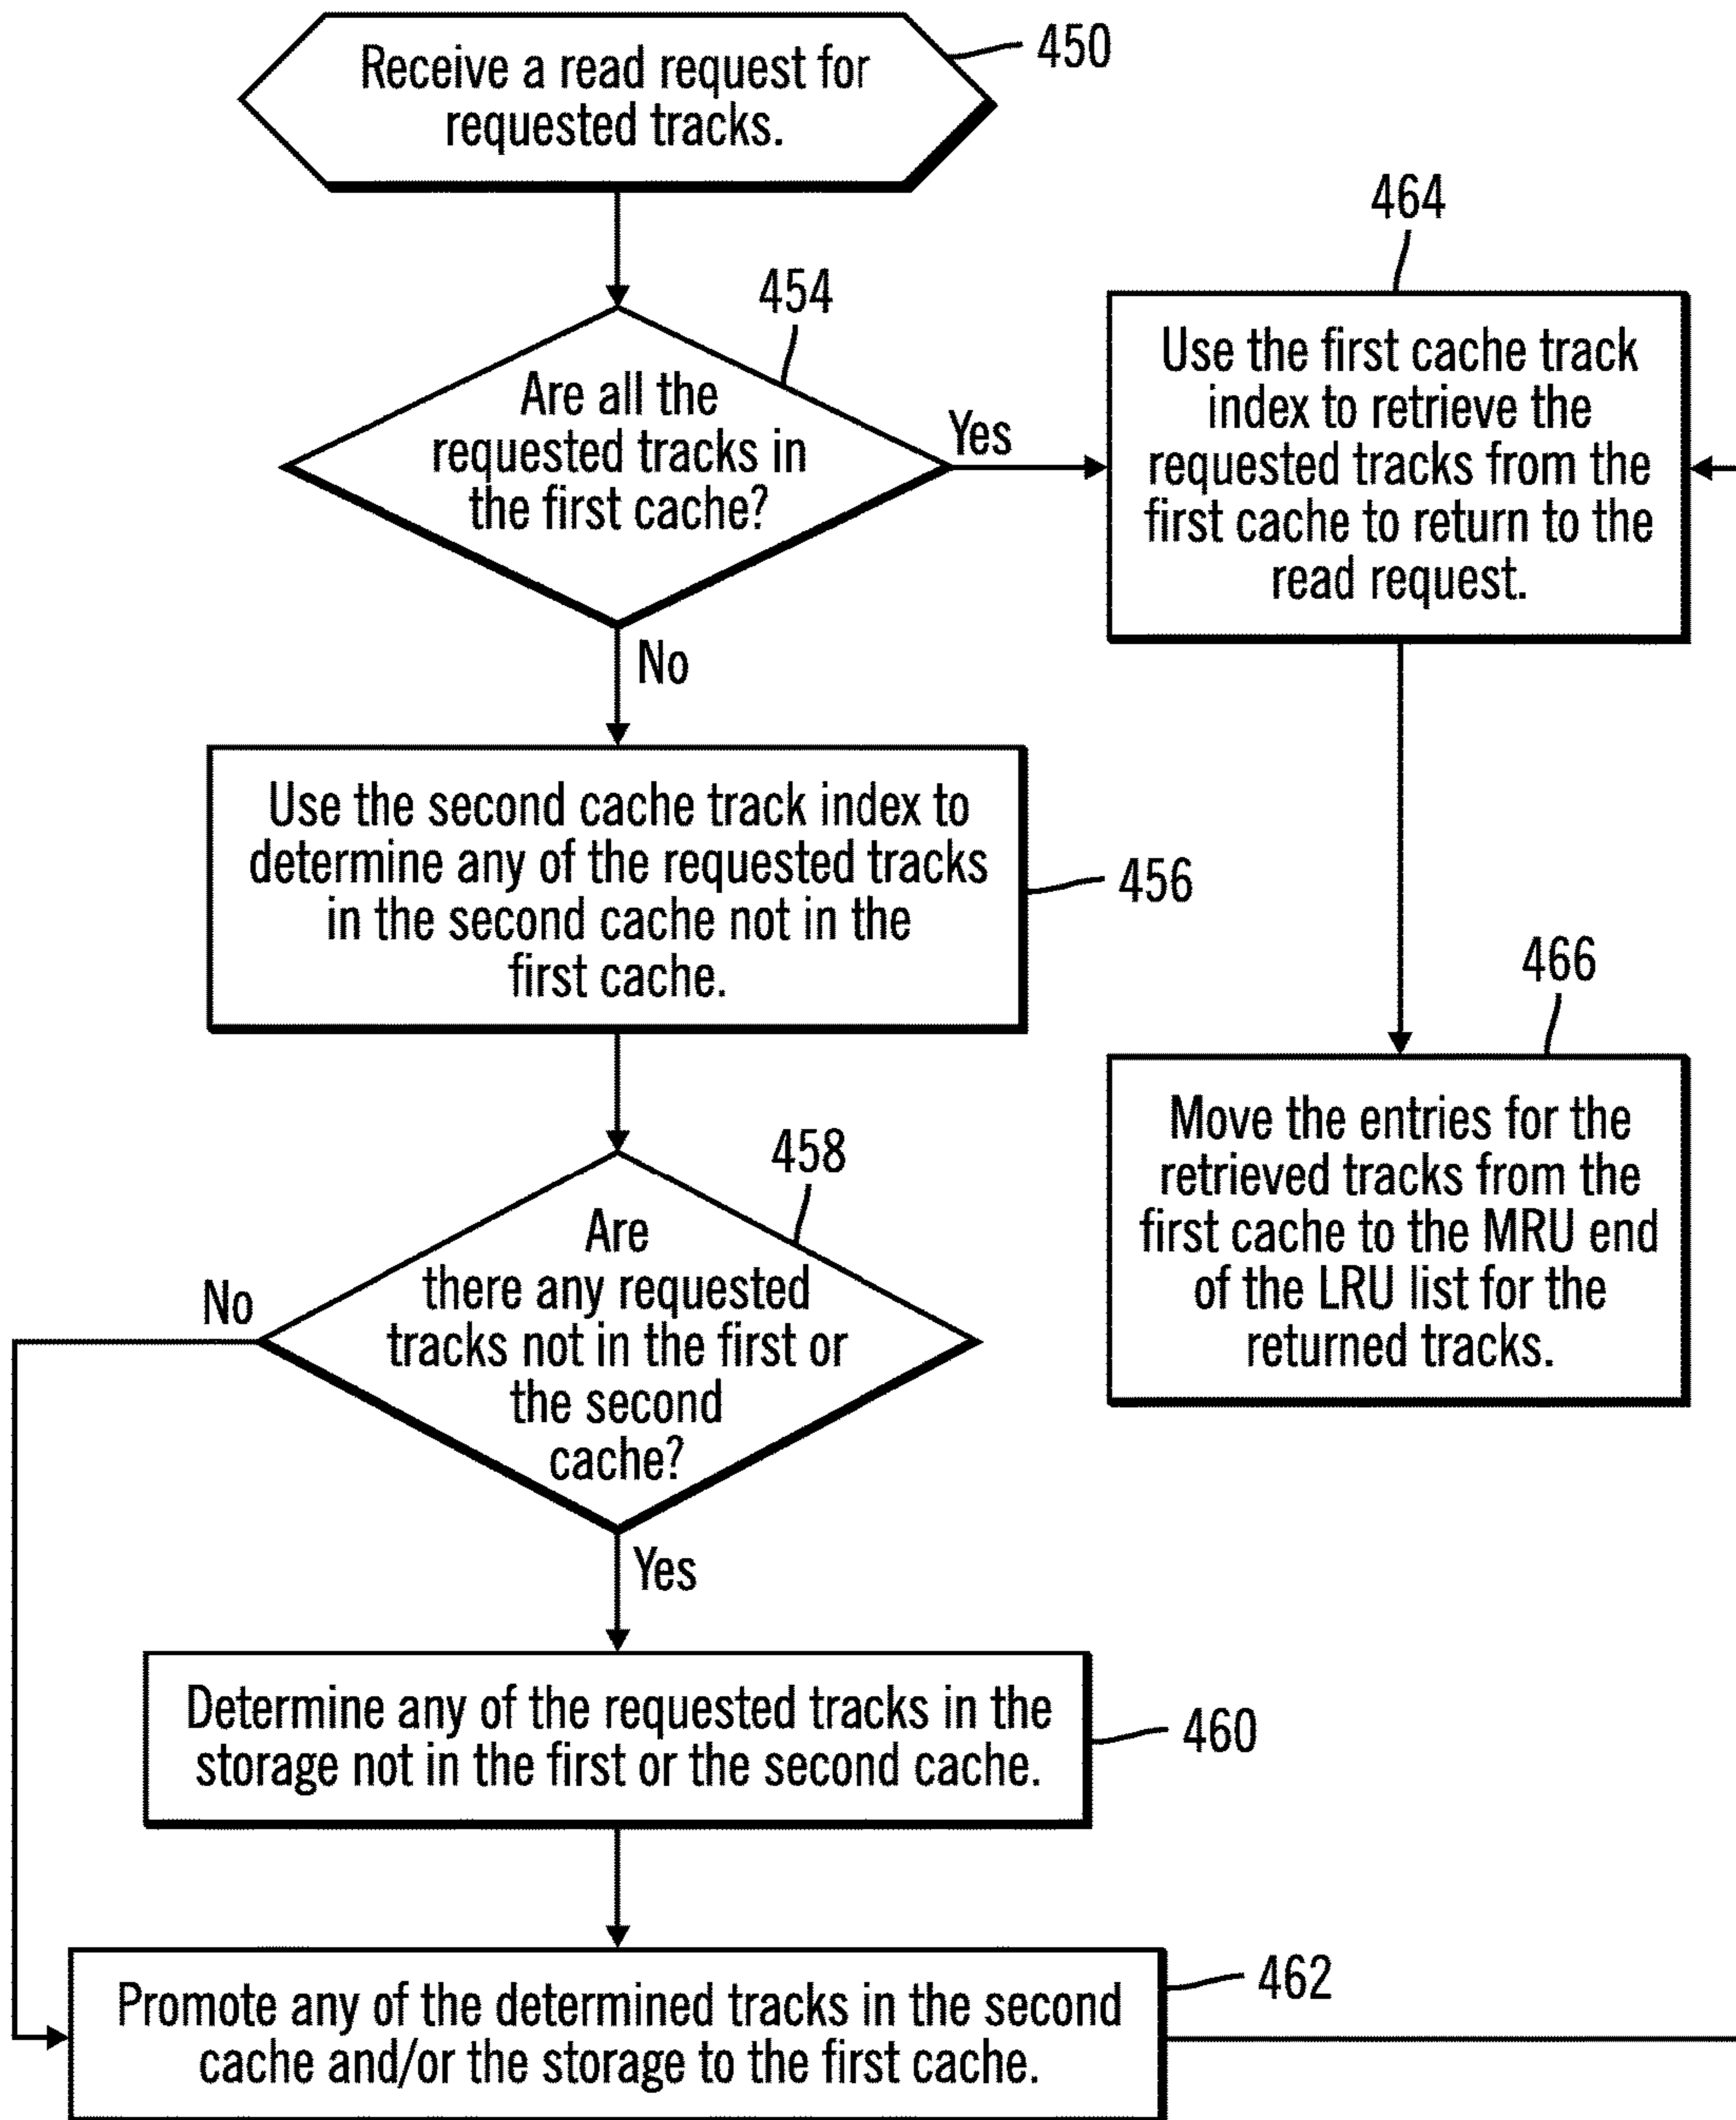 Receive a read request for
requested tracks.
450
454
Are all the
requested tracks in
the first cache?
Yes
No
464
Use the first cache track
index to retrieve the
requested tracks from the
first cache to return to the
read request.
Use the second cache track index to
determine any of the requested tracks
in the second cache not in the
first cache.
456
466
Move the entries for the
retrieved tracks from the
first cache to the MRU end
of the LRU list for the
returned tracks.
458
Are
there any requested
tracks not in the first or
the second
cache?
No
Yes
Determine any of the requested tracks in the
storage not in the first or the second cache.
460
Promote any of the determined tracks in the second
cache and/or the storage to the first cache.
462